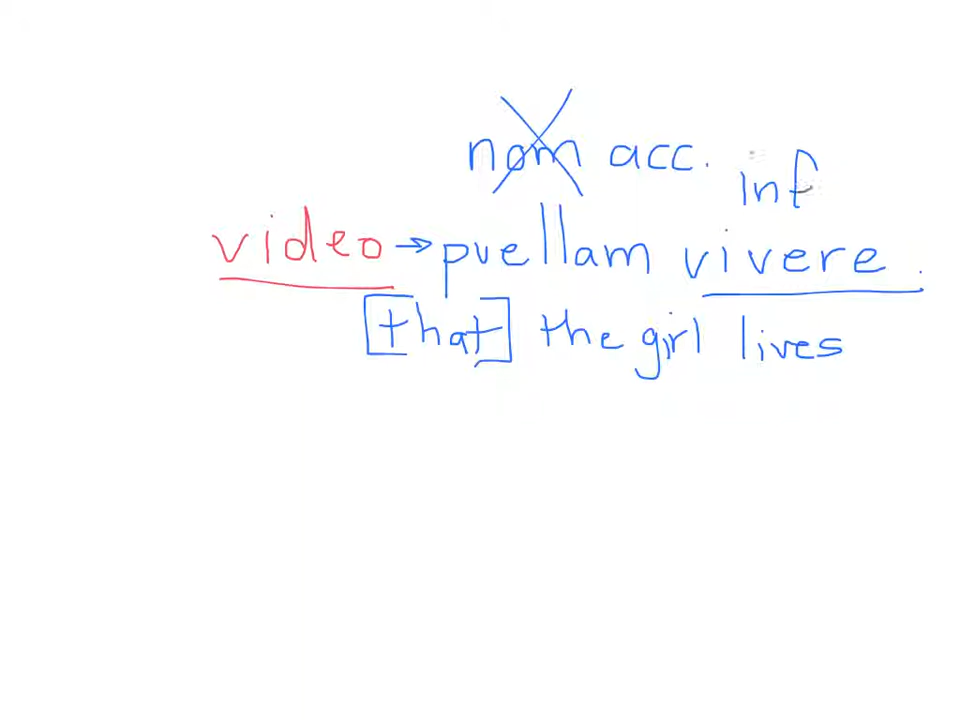 nom acc. inf
video → puellam vivere.
[that] the girl lives